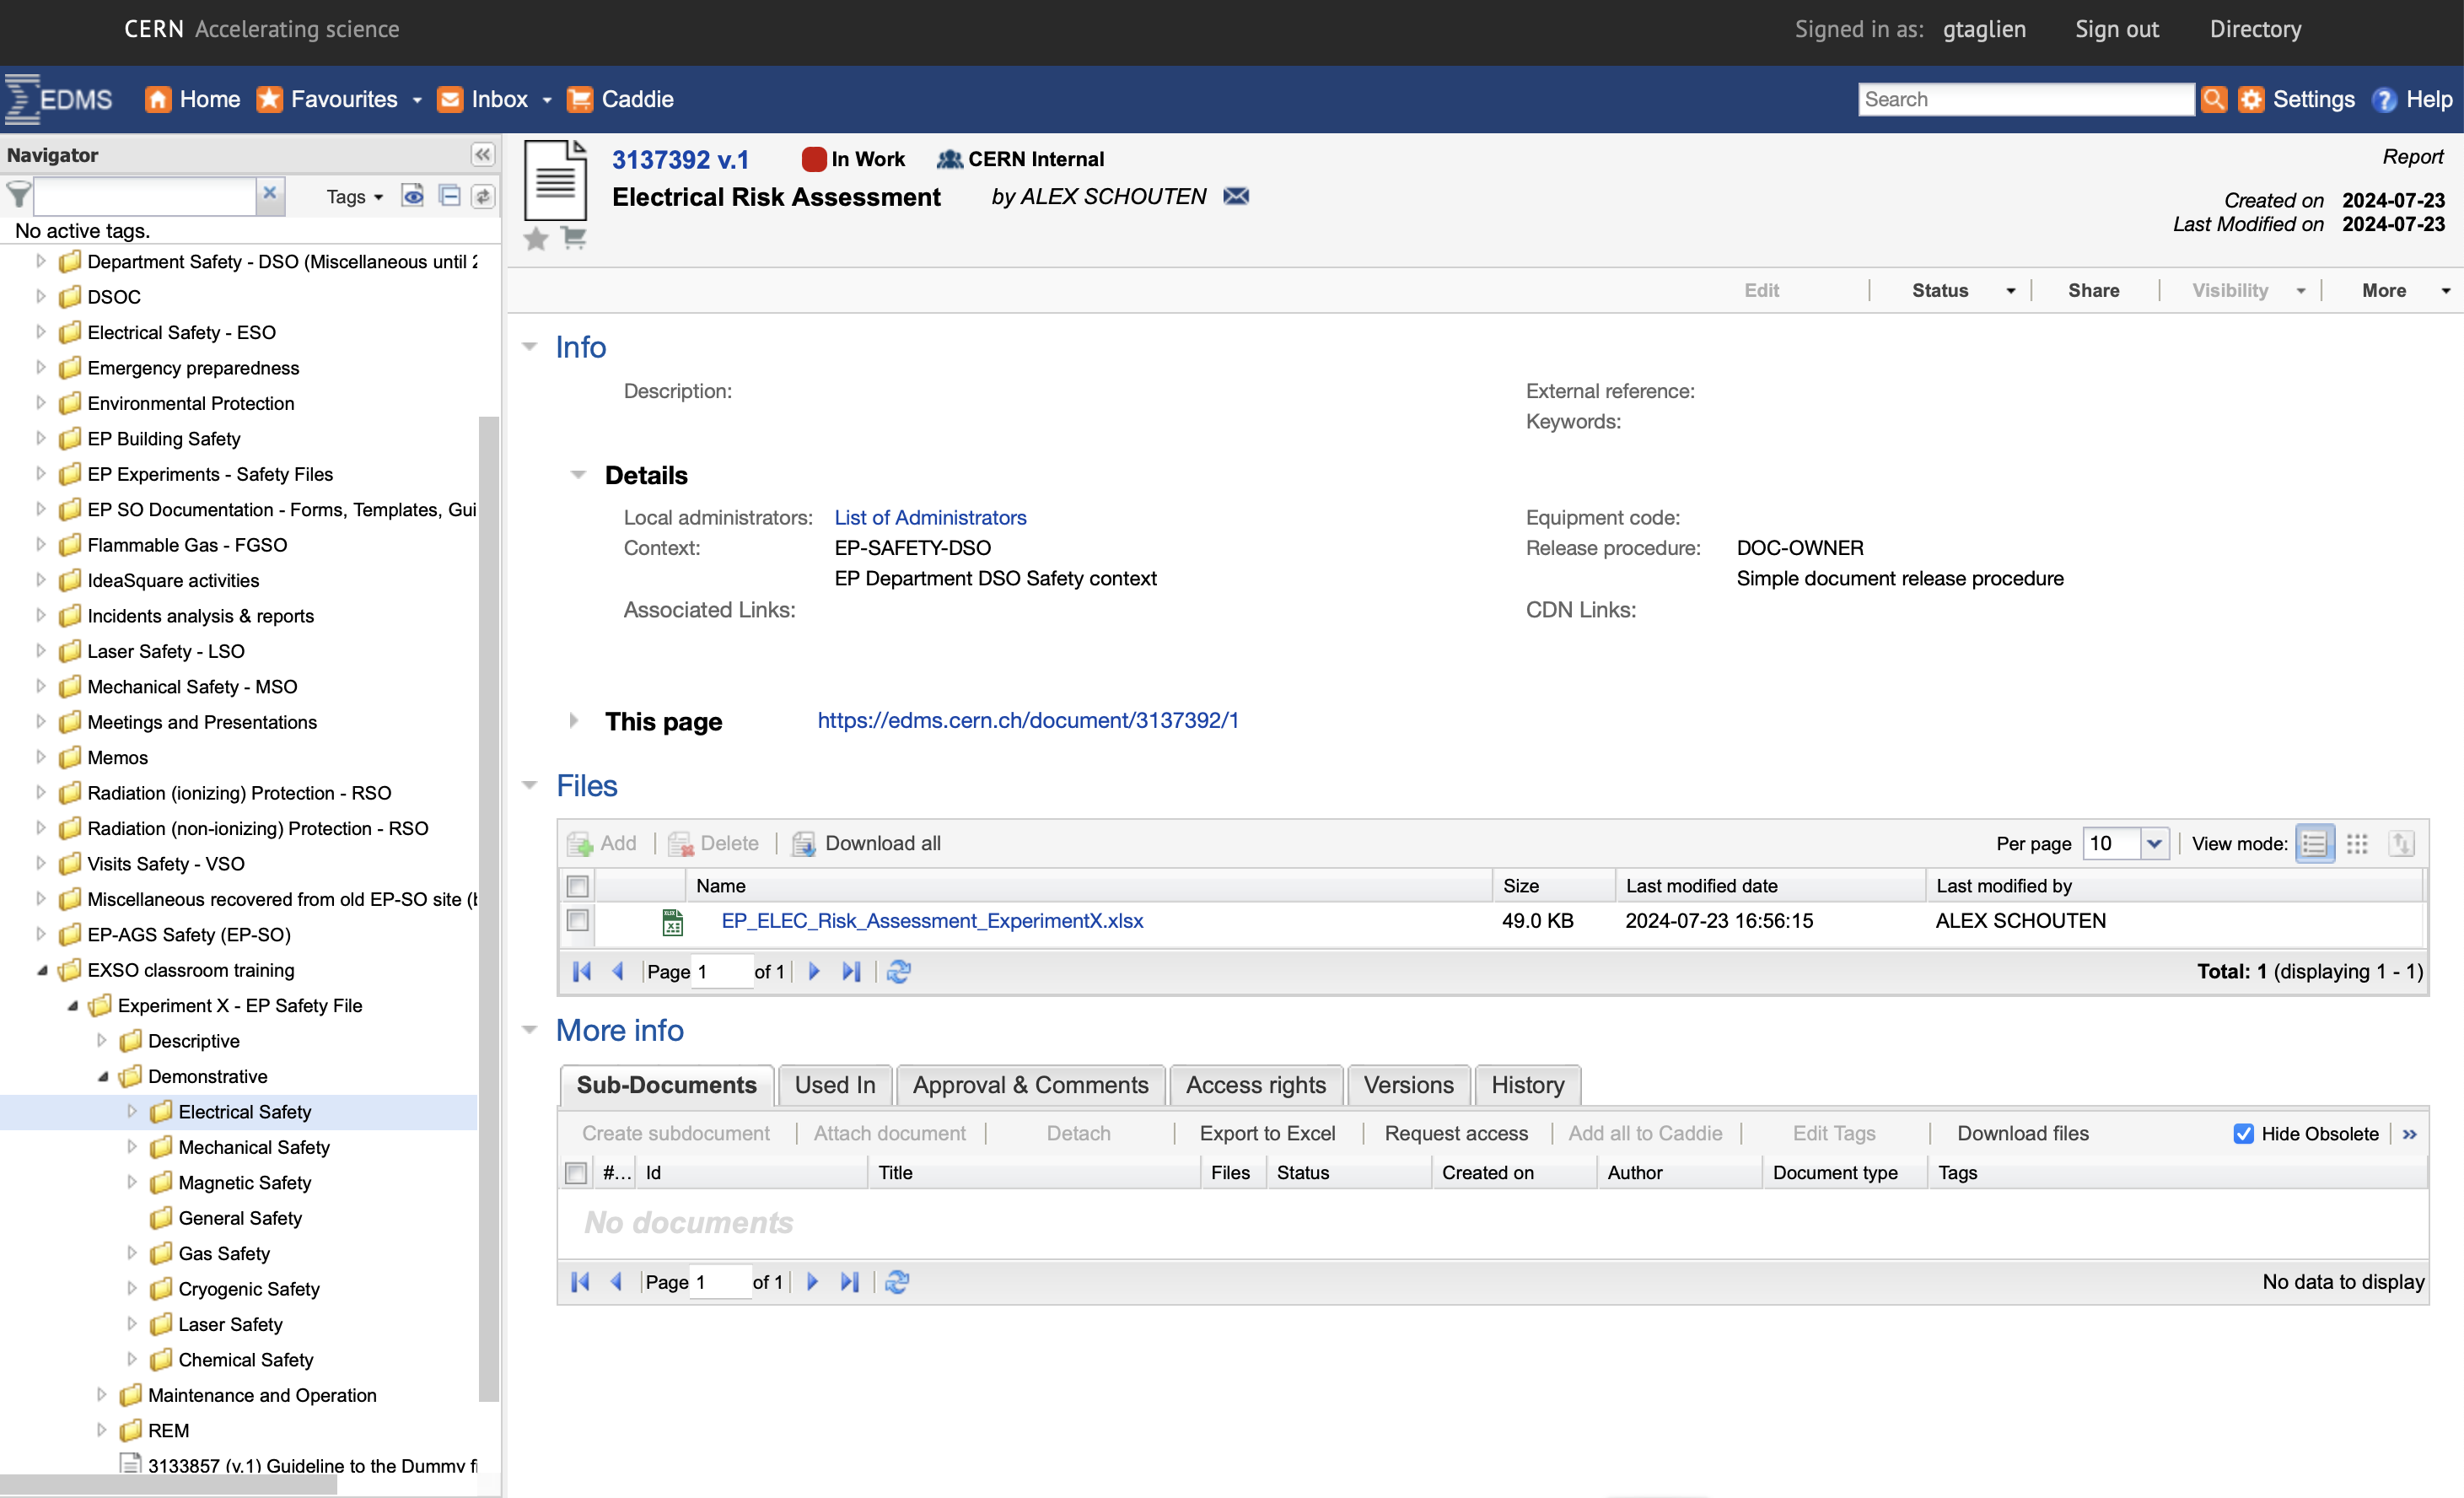 CERN Accelerating science
Signed in as: gtaglien Sign out Directory
EDMS Home Favourites Inbox Caddie
Search Settings Help
Navigator
Tags
No active tags.
Department Safety - DSO (Miscellaneous until 2
DSOC
Electrical Safety - ESO
Emergency preparedness
Environmental Protection
EP Building Safety
EP Experiments - Safety Files
EP SO Documentation - Forms, Templates, Gui
Flammable Gas - FGSO
IdeaSquare activities
Incidents analysis & reports
Laser Safety - LSO
Mechanical Safety - MSO
Meetings and Presentations
Memos
Radiation (ionizing) Protection - RSO
Radiation (non-ionizing) Protection - RSO
Visits Safety - VSO
Miscellaneous recovered from old EP-SO site (b
EP-AGS Safety (EP-SO)
EXSO classroom training
Experiment X - EP Safety File
Descriptive
Demonstrative
Electrical Safety
Mechanical Safety
Magnetic Safety
General Safety
Gas Safety
Cryogenic Safety
Laser Safety
Chemical Safety
Maintenance and Operation
REM
3133857 (v.1) Guideline to the Dummy fi
3137392 v.1 In Work CERN Internal
Report
Electrical Risk Assessment by ALEX SCHOUTEN
Created on 2024-07-23
Last Modified on 2024-07-23
Edit Status Share Visibility More
Info
Description:
External reference:
Keywords:
Details
Local administrators: List of Administrators
Equipment code:
Context: EP-SAFETY-DSO
Release procedure: DOC-OWNER
EP Department DSO Safety context
Simple document release procedure
Associated Links:
CDN Links:
This page https://edms.cern.ch/document/3137392/1
Files
Add Delete Download all
Per page 10 View mode:
Name Size Last modified date Last modified by
XLSX EP_ELEC_Risk_Assessment_ExperimentX.xlsx 49.0 KB 2024-07-23 16:56:15 ALEX SCHOUTEN
Page 1 of 1
Total: 1 (displaying 1 - 1)
More info
Sub-Documents Used In Approval & Comments Access rights Versions History
Create subdocument Attach document Detach Export to Excel Request access Add all to Caddie Edit Tags Download files Hide Obsolete »
#... Id Title Files Status Created on Author Document type Tags
No documents
Page 1 of 1
No data to display